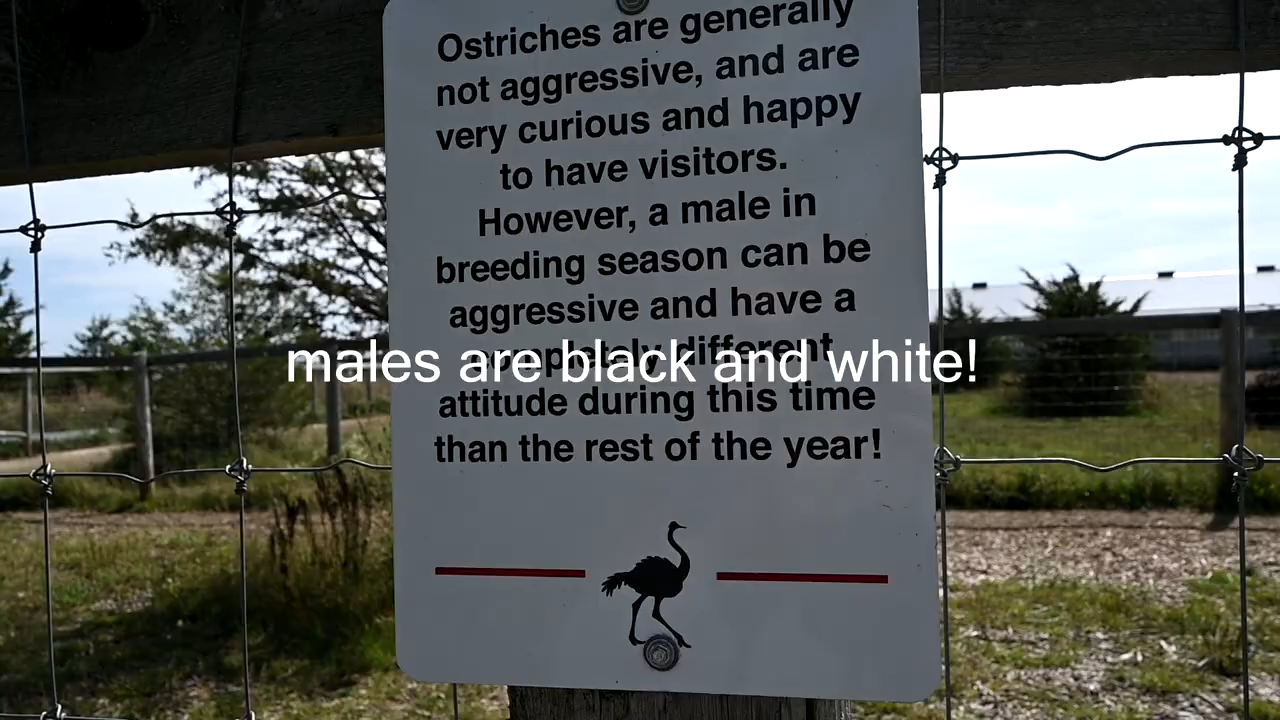 Ostriches are generally
not aggressive, and are
very curious and happy
to have visitors.
However, a male in
breeding season can be
aggressive and have a
completely different
males are black and white!
attitude during this time
than the rest of the year!